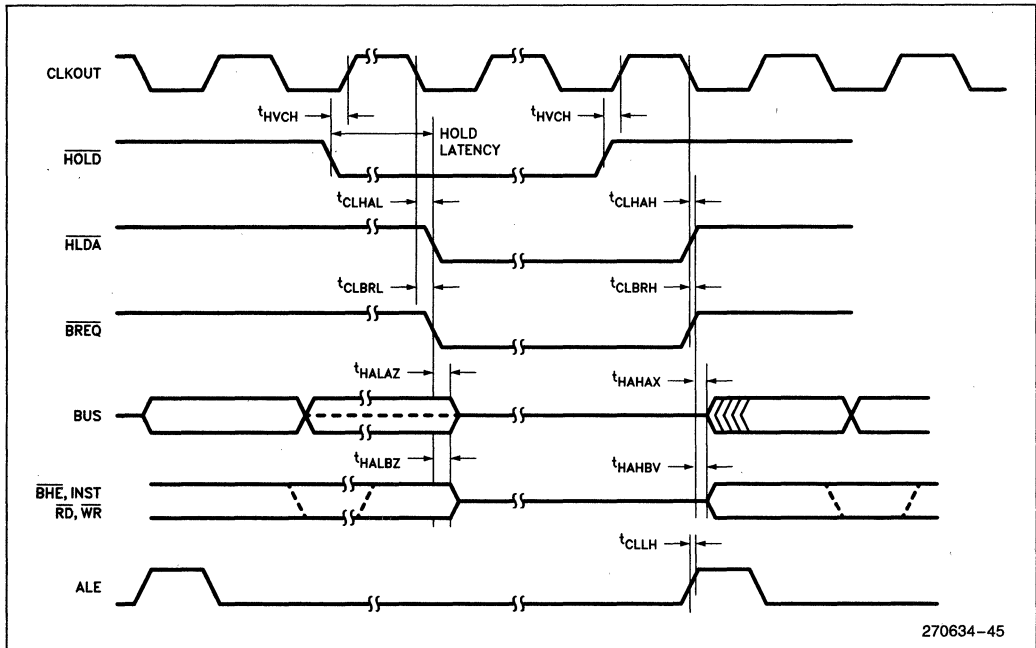 CLKOUT
tHVCH
tHVCH
HOLD
LATENCY
HOLD
tCLHAL
tCLHAH
HLDA
tCLBRL
tCLBRH
BREQ
tHALAZ
tHAHAX
BUS
tHALBZ
tHAHBV
BHE, INST
RD, WR
tCLLH
ALE
270634-45